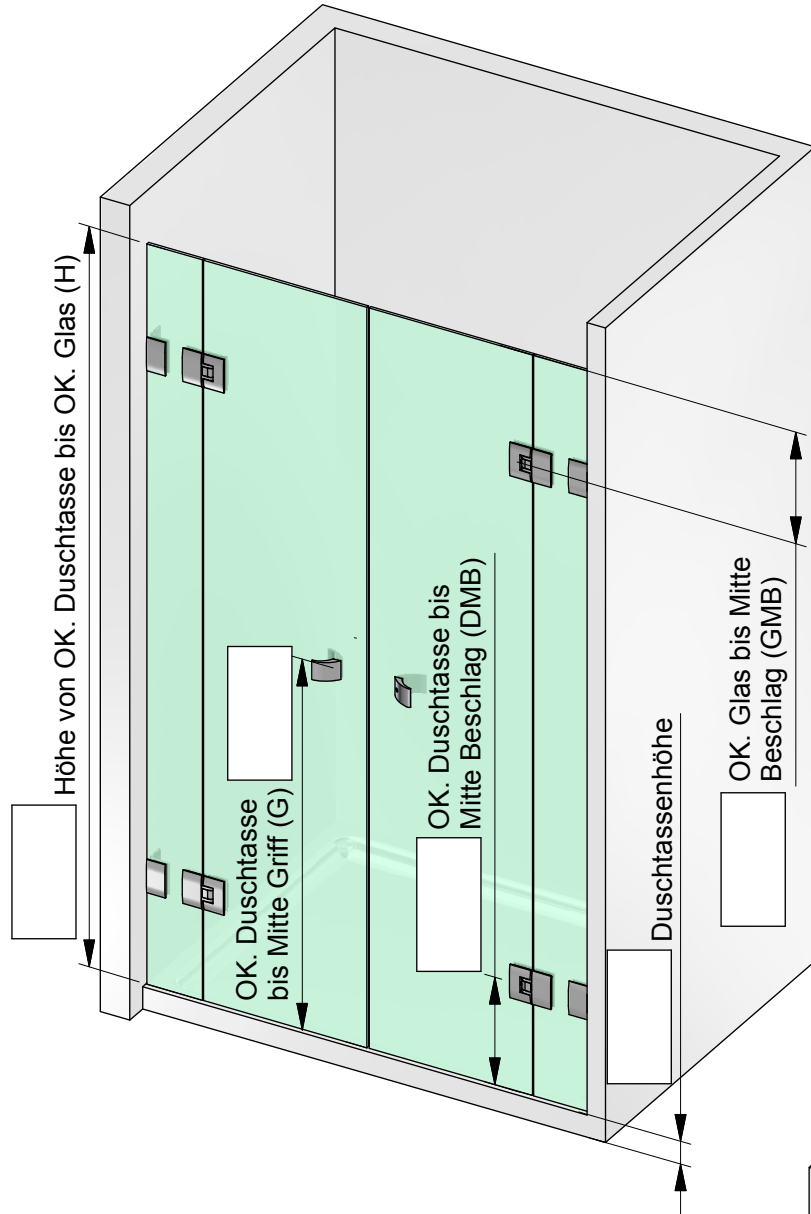 Höhe von OK. Duschtasse bis OK. Glas (H)
OK. Duschtasse
bis Mitte Griff (G)
OK. Duschtasse bis
Mitte Beschlag (DMB)
Duschtassenhöhe
OK. Glas bis Mitte
Beschlag (GMB)